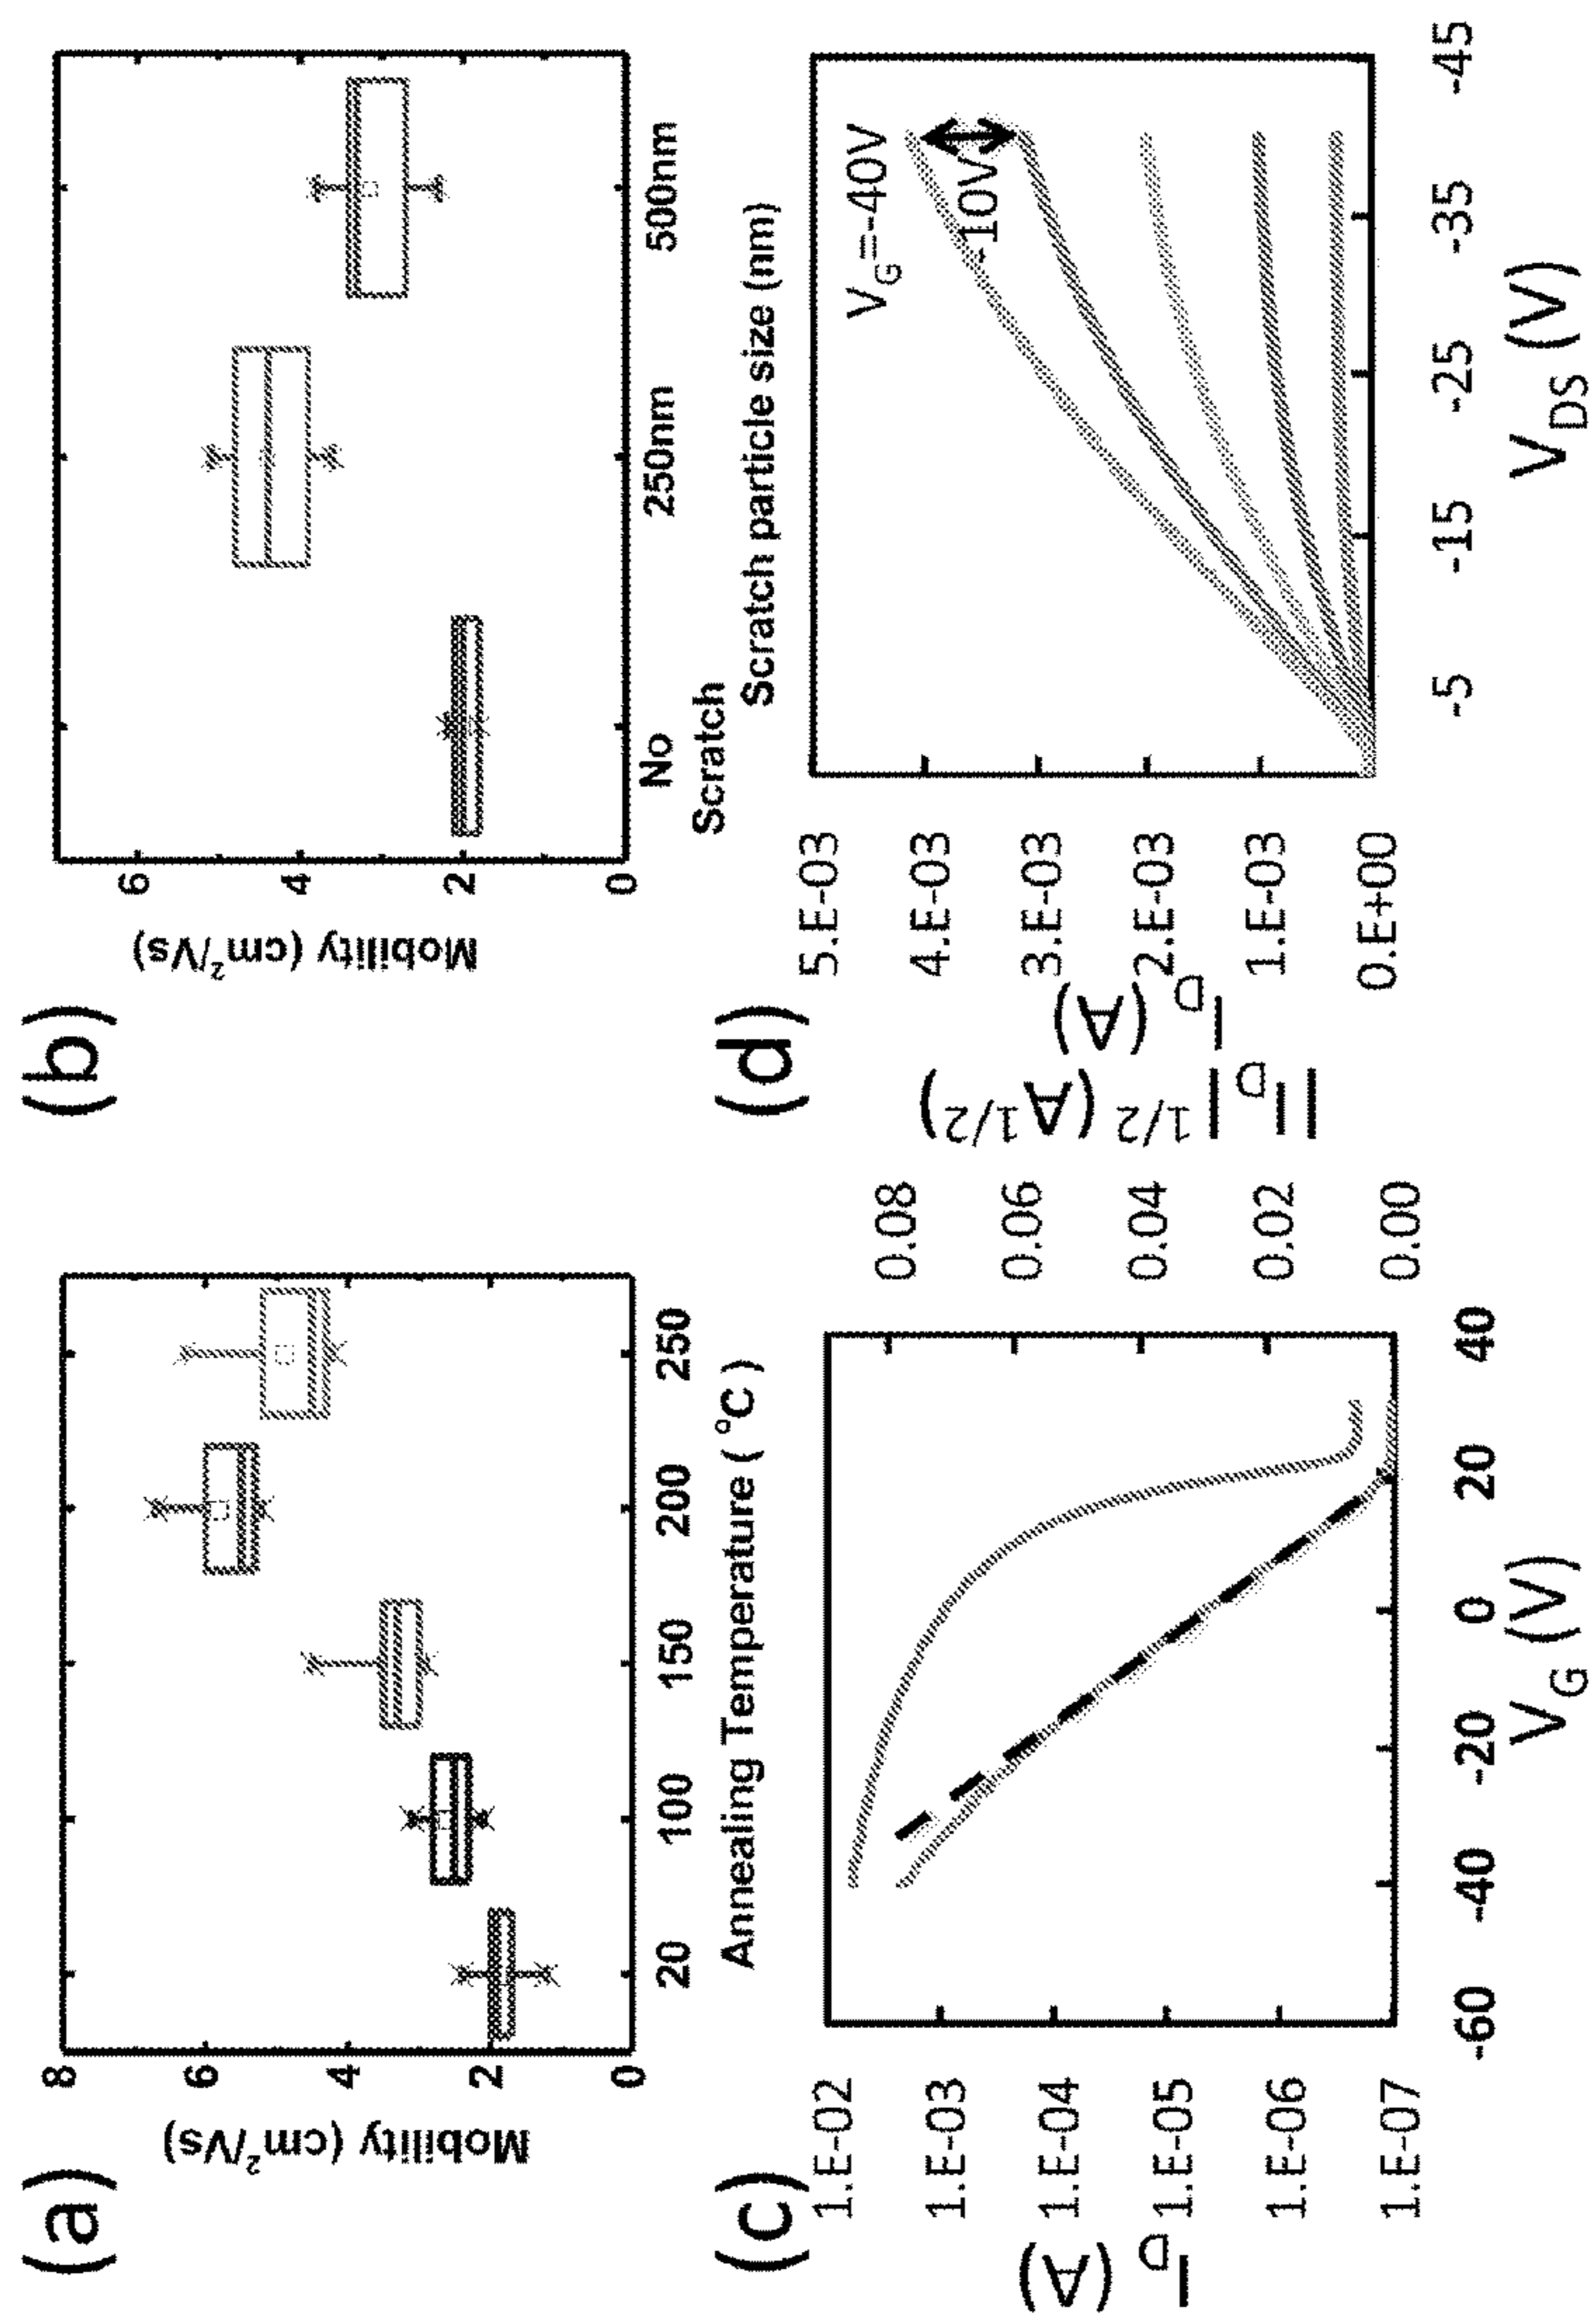 (a)
Mobility (cm²/Vs)
8
6
4
2
0
20 100 150 200 250
Annealing Temperature ( °C )
(b)
Mobility (cm²/Vs)
6
4
2
0
No
Scratch
250nm 500nm
Scratch particle size (nm)
(c)
I_D (A)
1.E-02
1.E-03
1.E-04
1.E-05
1.E-06
1.E-07
-60 -40 -20 0 20 40
V_G (V)
0.08
0.06
0.04
0.02
0.00
|I_D|^1/2 (A^1/2)
(d)
I_D (A)
5.E-03
4.E-03
3.E-03
2.E-03
1.E-03
0.E+00
V_G=-40V
-10V
-5 -15 -25 -35 -45
V_DS (V)